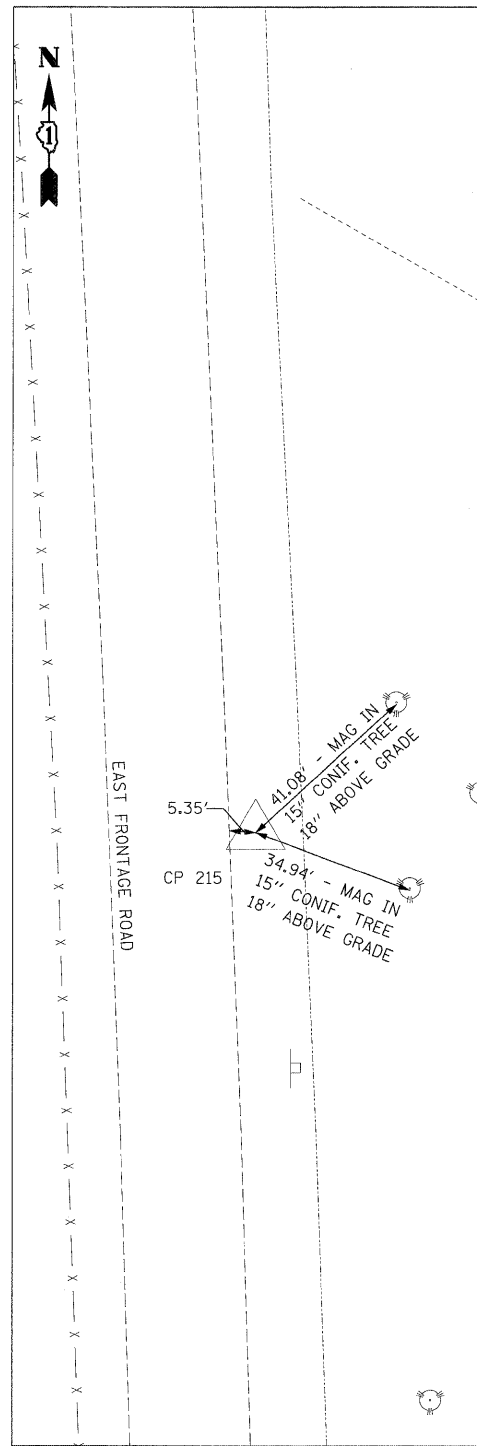 N
1
41.08' - MAG IN
15'' CONIF. TREE
18'' ABOVE GRADE
EAST FRONTAGE ROAD
5.35'
CP 215
34.94' - MAG IN
15'' CONIF. TREE
18'' ABOVE GRADE